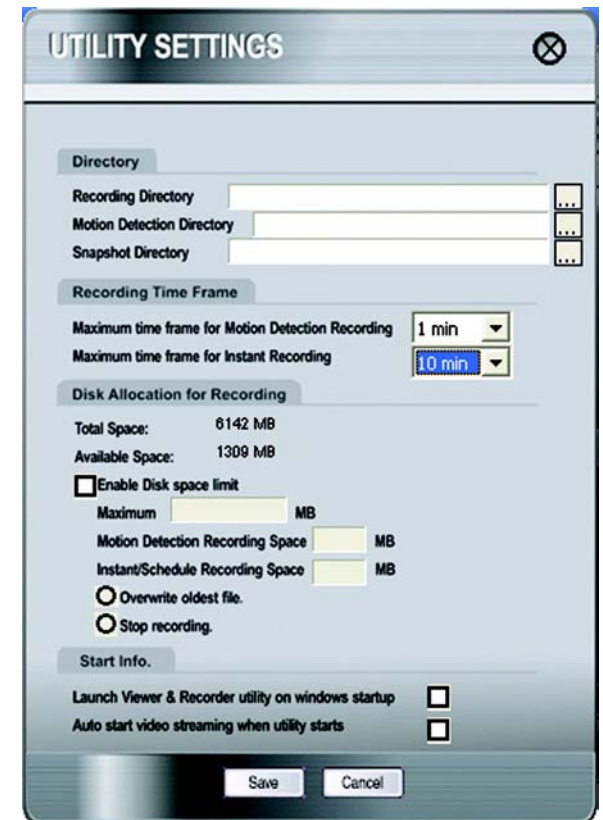 UTILITY SETTINGS
Directory
Recording Directory ...
Motion Detection Directory ...
Snapshot Directory ...
Recording Time Frame
Maximum time frame for Motion Detection Recording 1 min
Maximum time frame for Instant Recording 10 min
Disk Allocation for Recording
Total Space: 6142 MB
Available Space: 1309 MB
Enable Disk space limit
Maximum MB
Motion Detection Recording Space MB
Instant/Schedule Recording Space MB
Overwrite oldest file.
Stop recording.
Start Info.
Launch Viewer & Recorder utility on windows startup
Auto start video streaming when utility starts
Save Cancel